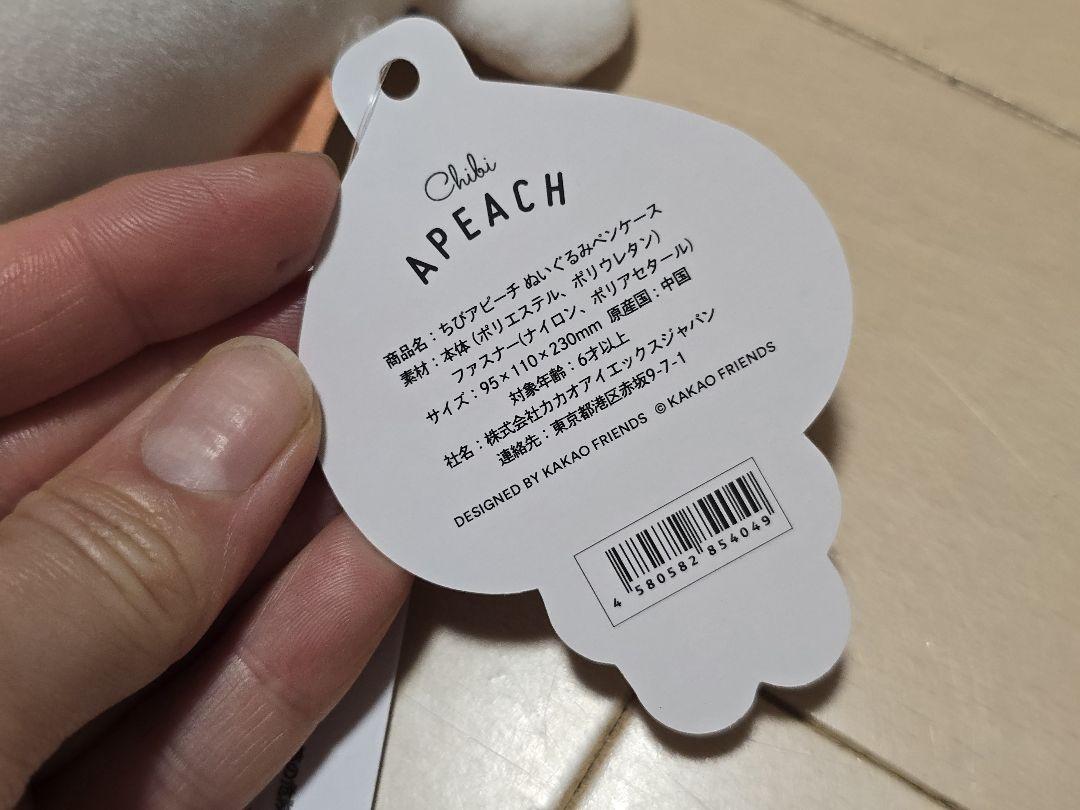 Chibi
APEACH
商品名：ちびアピーチ ぬいぐるみペンケース
素材：本体（ポリエステル、ポリウレタン）
ファスナー(ナイロン、ポリアセタール)
サイズ：95×110×230mm 原産国：中国
対象年齢：6才以上
社名：株式会社カカオアイエックスジャパン
連絡先：東京都港区赤坂9-7-1
DESIGNED BY KAKAO FRIENDS © KAKAO FRIENDS
4 580582 854049